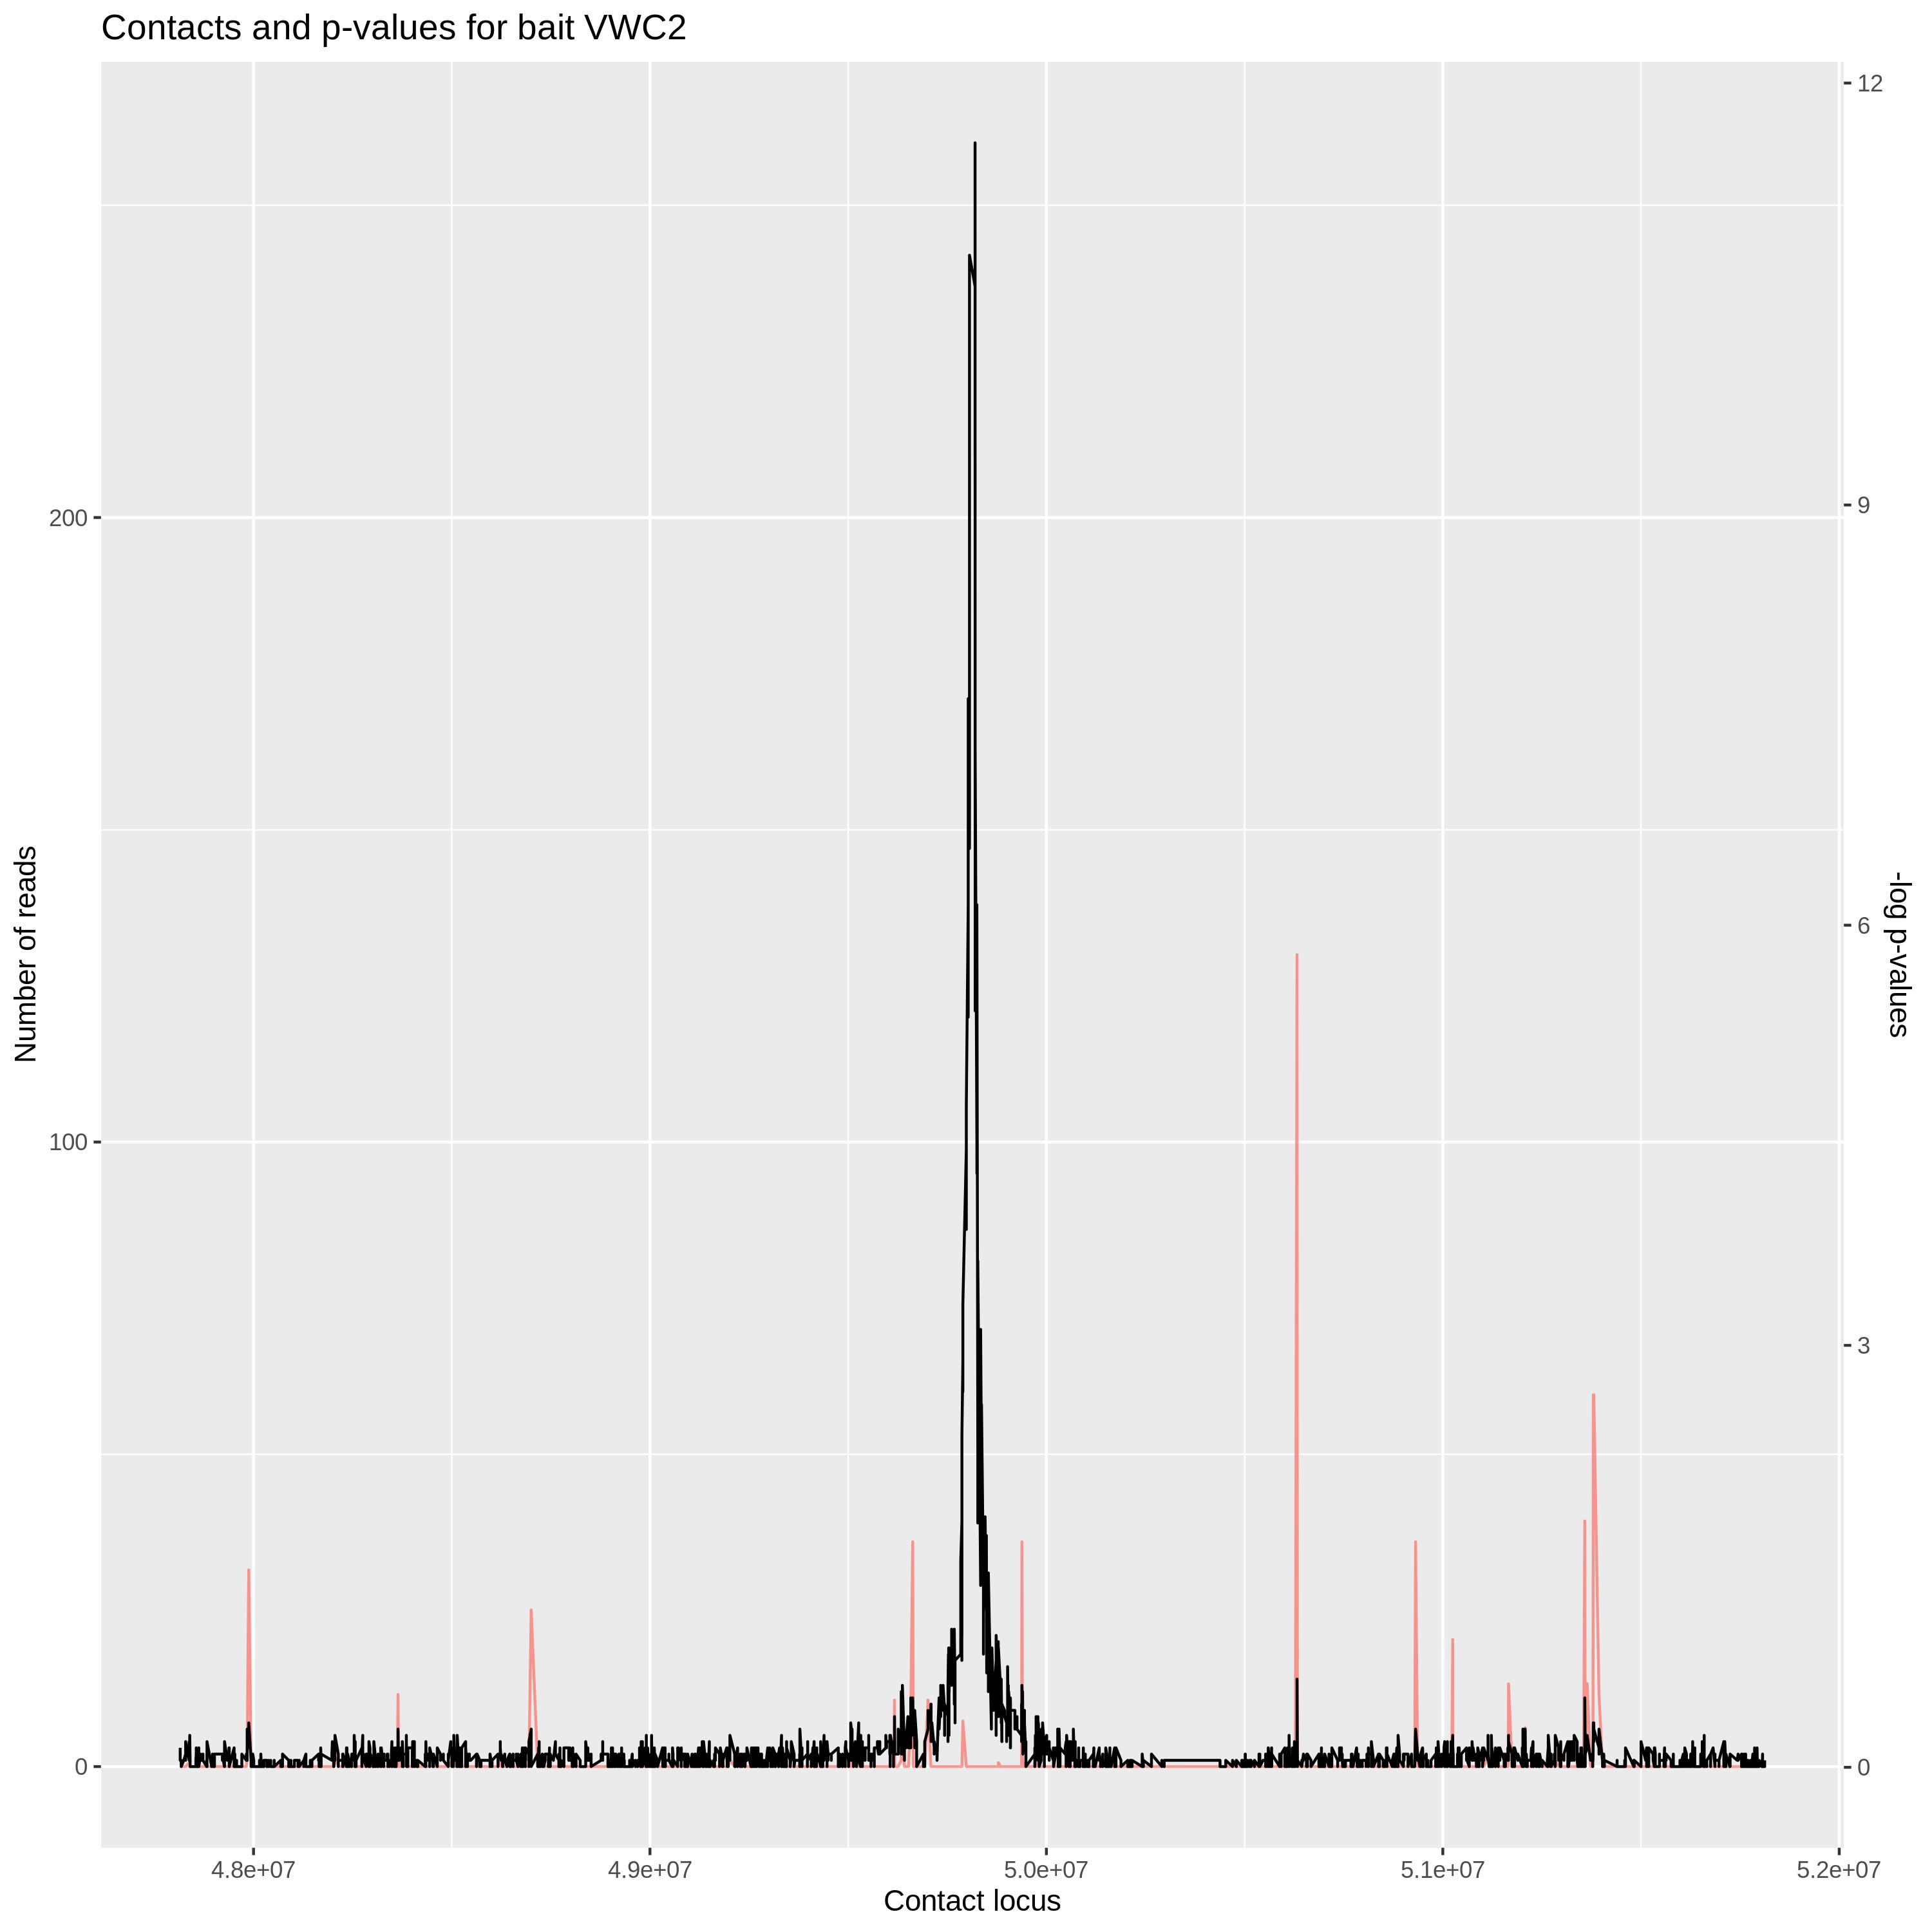 Contacts and p-values for bait VWC2
12
9
6
3
0
200
100
0
Number of reads
-log p-values
4.8e+07
4.9e+07
5.0e+07
5.1e+07
5.2e+07
Contact locus